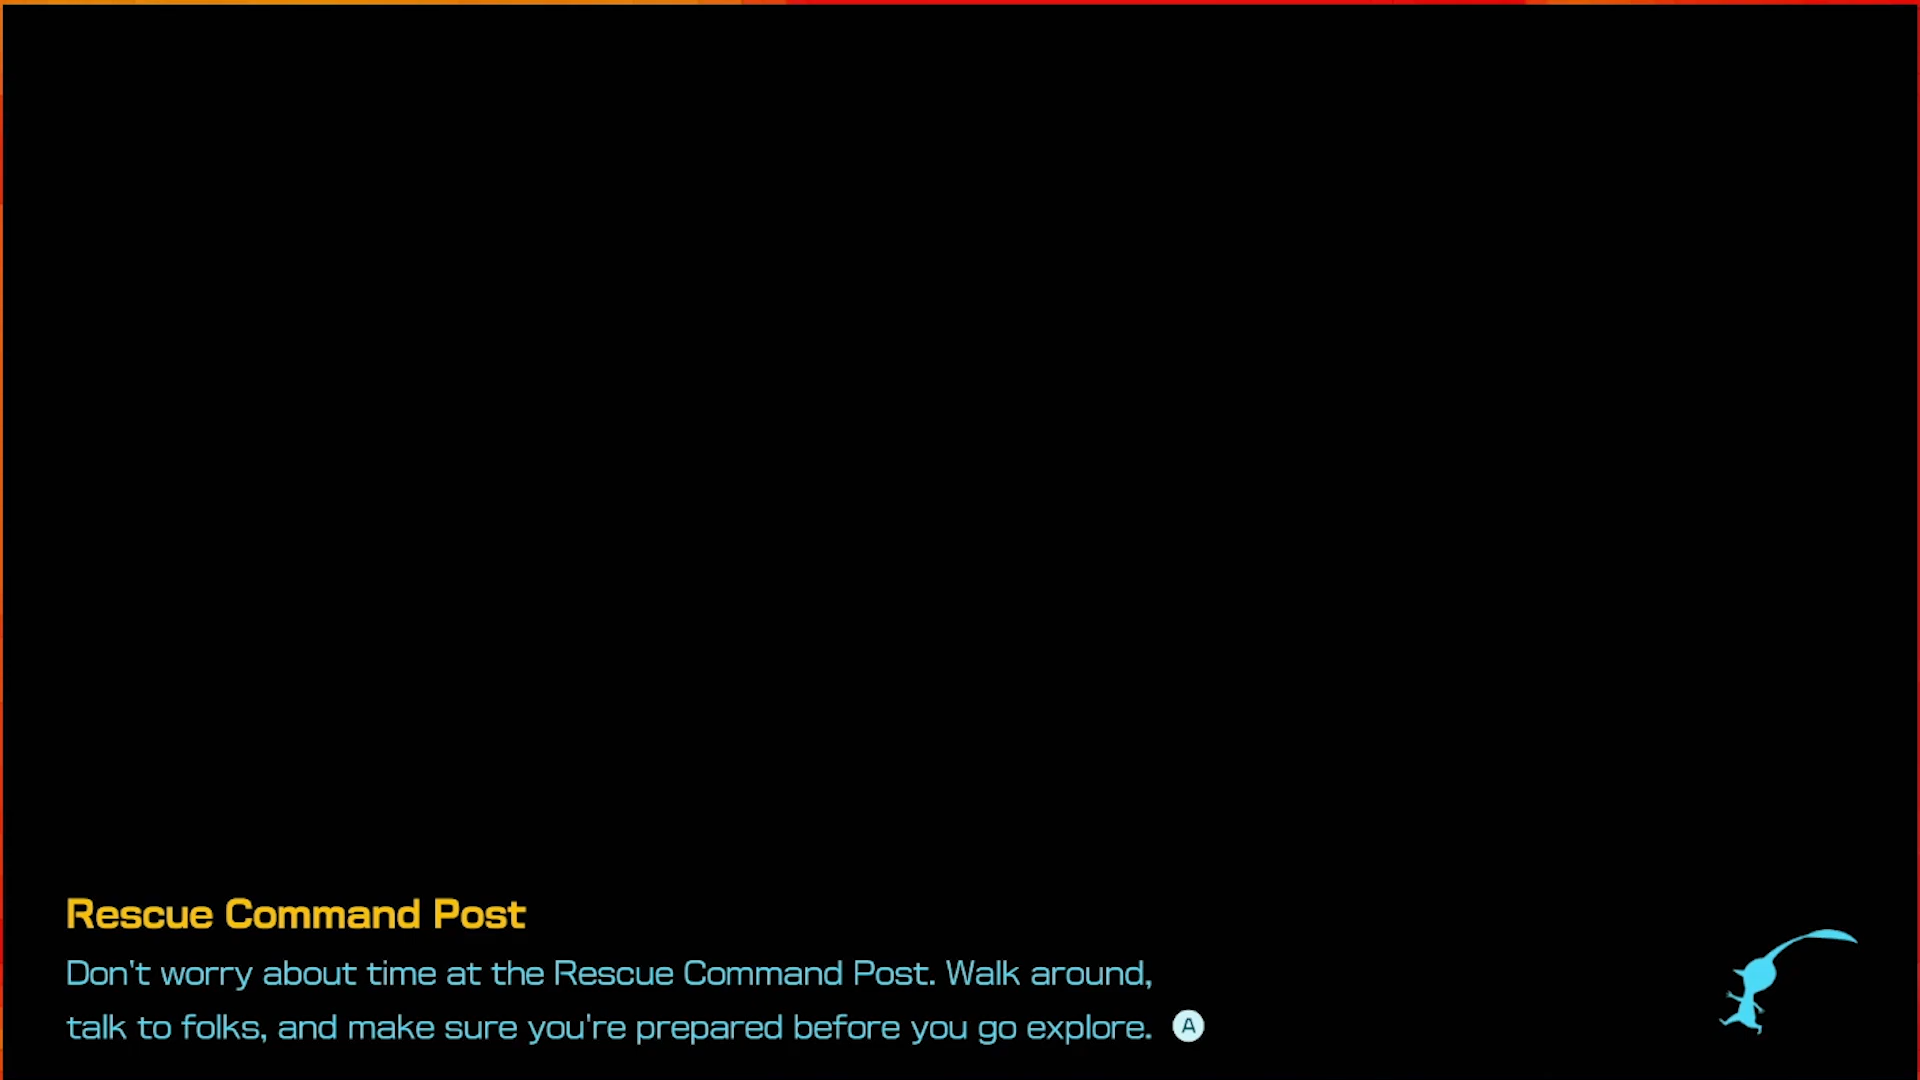 Rescue Command Post
Don't worry about time at the Rescue Command Post. Walk around,
talk to folks, and make sure you're prepared before you go explore. A